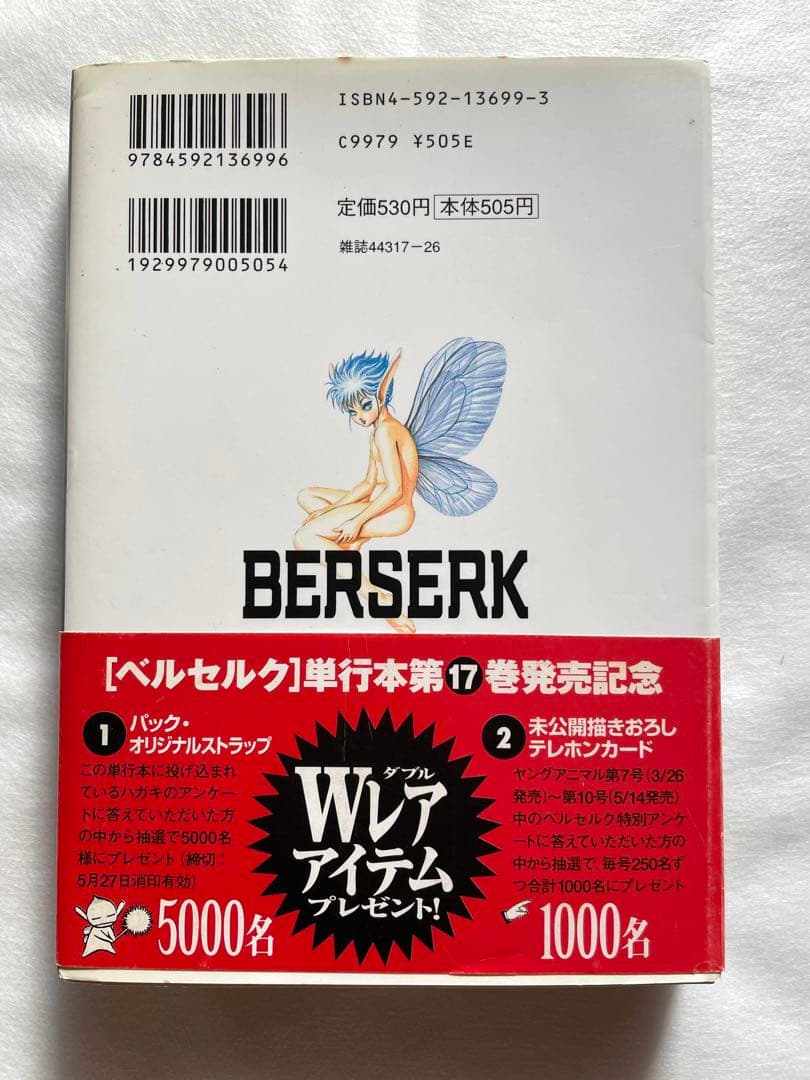 ISBN4-592-13699-3
9784592136996
C9979 ¥505E
定価530円 本体505円
1929979005054
雑誌44317-26
BERSERK
[ベルセルク]単行本第17巻発売記念
1 パック・
オリジナルストラップ
この単行本に投げ込まれ
ているハガキのアンケー
トに答えていただいた方
の中から抽選で5000名
様にプレゼント(締切:
5月27日消印有効)
5000名
ダブル
Wレア
アイテム
プレゼント!
2 未公開描きおろし
テレホンカード
ヤングアニマル第7号(3/26
発売)~第10号(5/14発売)
中のベルセルク特別アンケ
ートに答えていただいた方の
中から抽選で、毎号250名ず
つ合計1000名にプレゼント
1000名